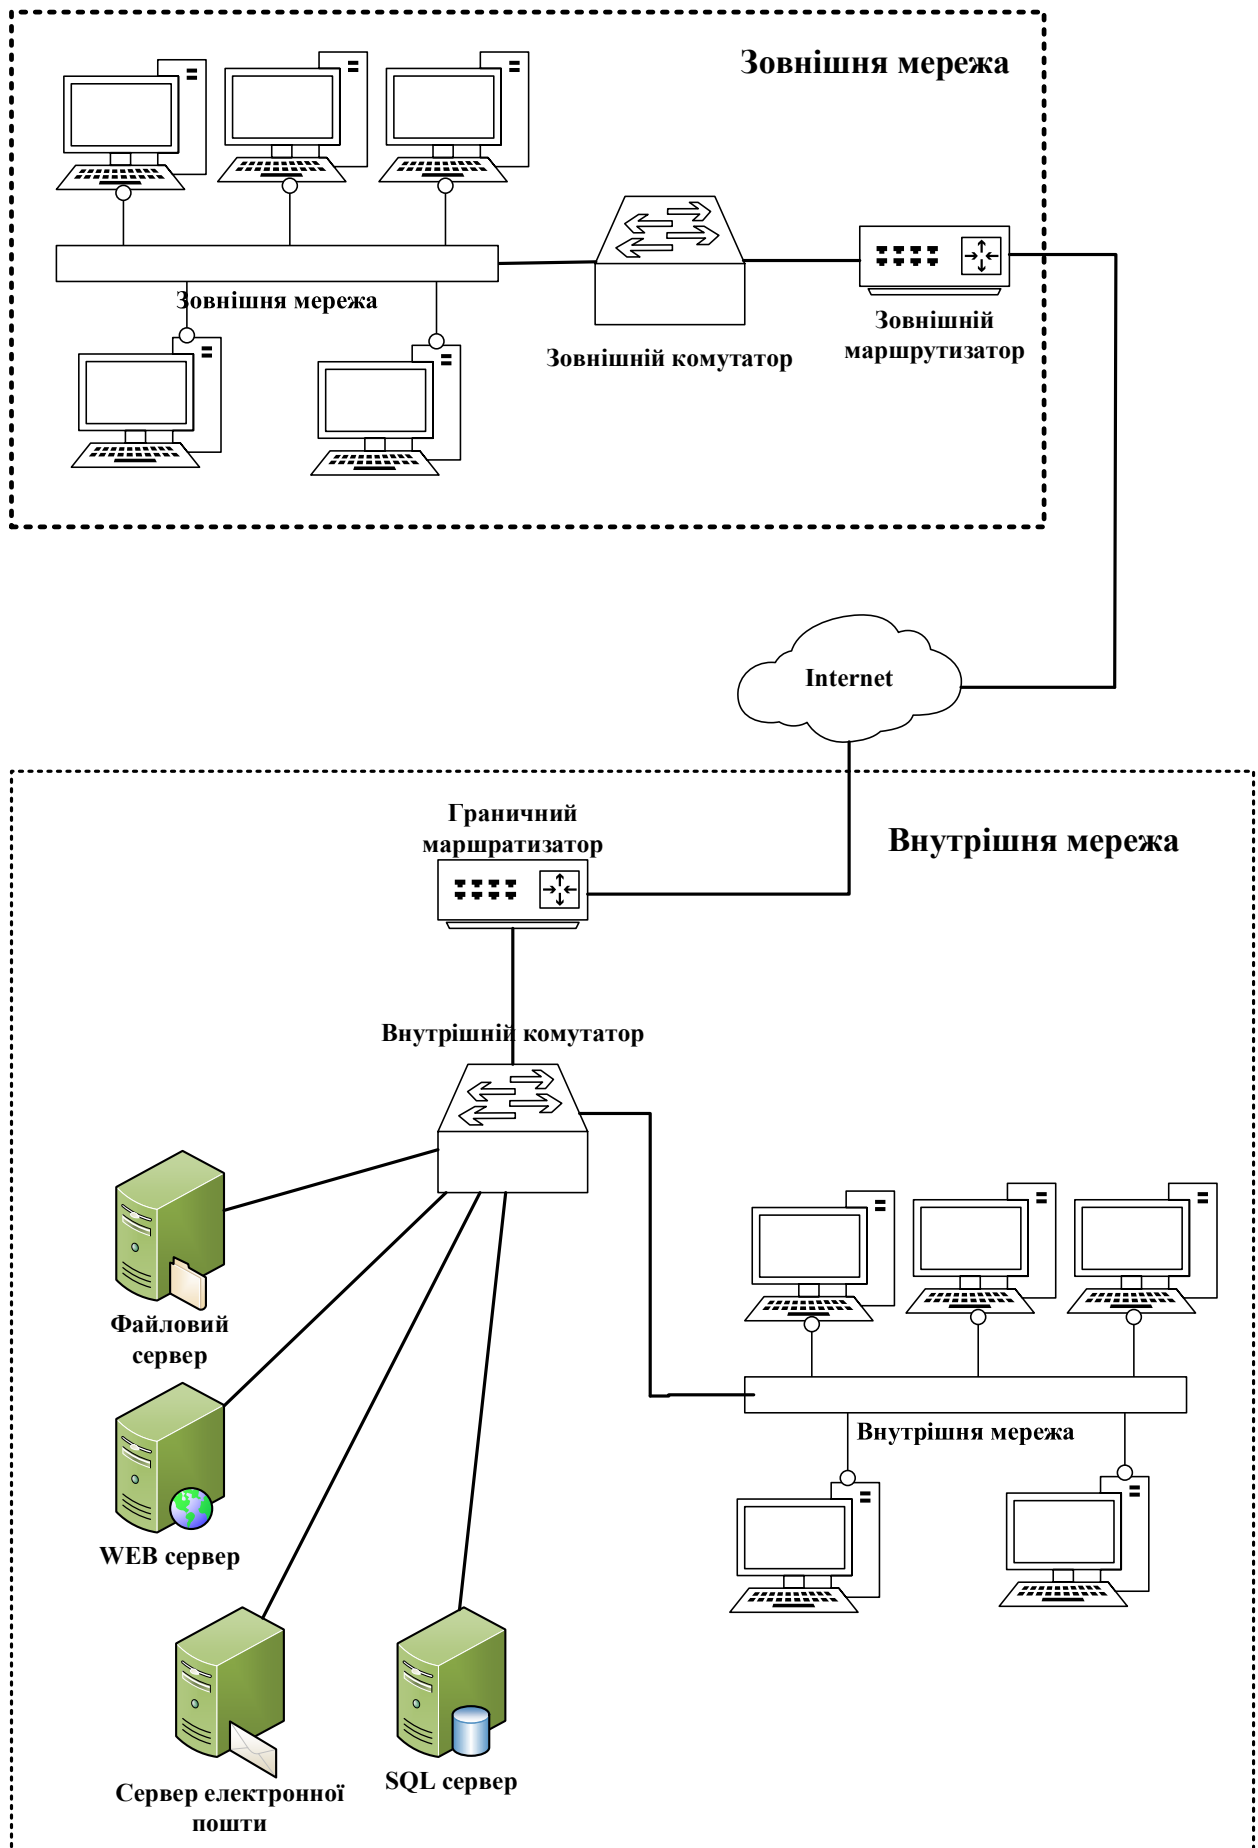 Зовнішня мережа
Зовнішня мережа
Зовнішній комутатор
Зовнішній
маршрутизатор
Internet
Внутрішня мережа
Граничний
маршратизатор
Внутрішній комутатор
Файловий
сервер
WEB сервер
Сервер електронної
пошти
SQL сервер
Внутрішня мережа